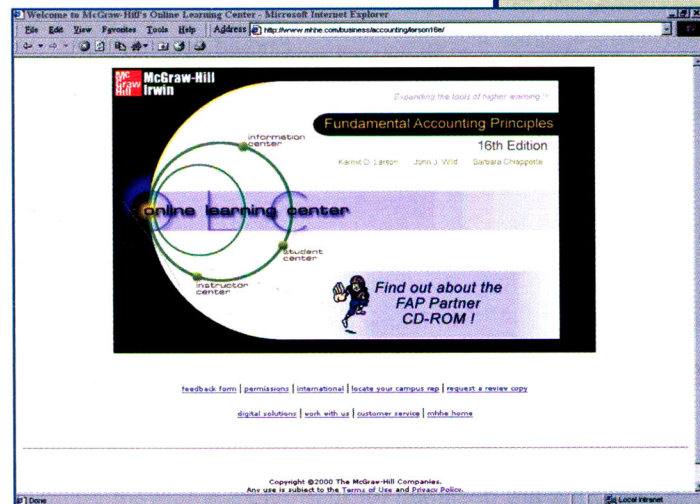 Welcome to McGraw-Hill's Online Learning Center - Microsoft Internet Explorer
File Edit View Favorites Tools Help Address http://www.mhhe.com/business/accounting/larson16e/
Mc Graw Hill
McGraw-Hill
Irwin
Expanding the tools of higher learning
Fundamental Accounting Principles
16th Edition
Kermit D. Larson John J. Wild Barbara Chiappetta
information
center
OLC
online learning center
student
center
instructor
center
Find out about the
FAP Partner
CD-ROM !
feedback form | permissions | international | locate your campus rep | request a review copy
digital solutions | work with us | customer service | mhhe home
Copyright ©2000 The McGraw-Hill Companies.
Any use is subject to the Terms of Use and Privacy Policy.
Done Local intranet